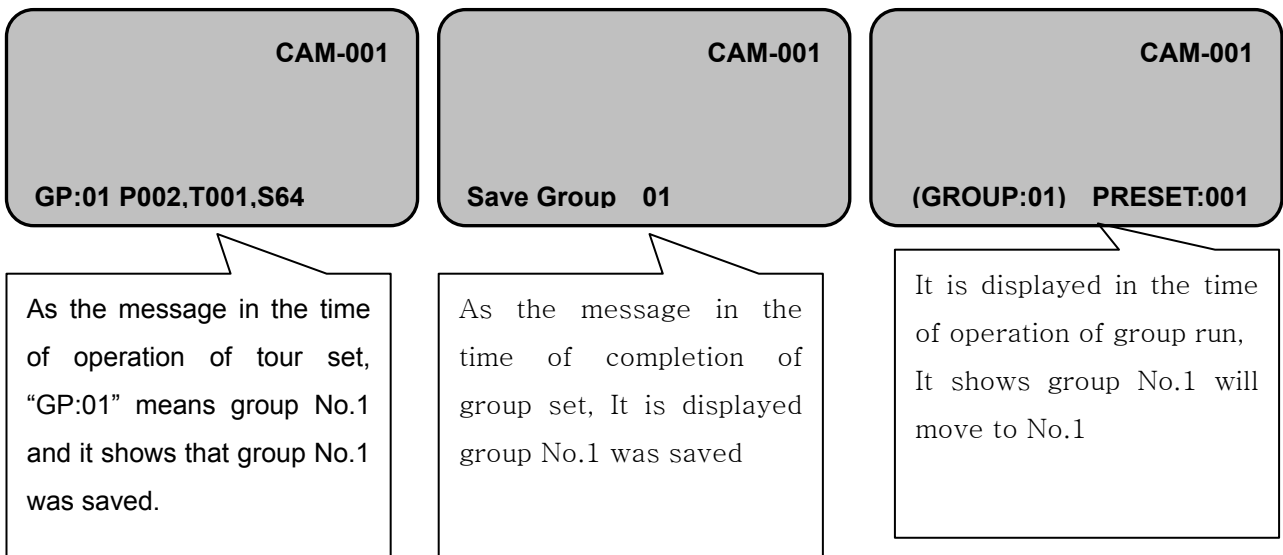 CAM-001
GP:01 P002,T001,S64
As the message in the time
of operation of tour set,
“GP:01” means group No.1
and it shows that group No.1
was saved.
CAM-001
Save Group 01
As the message in the
time of completion of
group set, It is displayed
group No.1 was saved
CAM-001
(GROUP:01) PRESET:001
It is displayed in the time
of operation of group run,
It shows group No.1 will
move to No.1